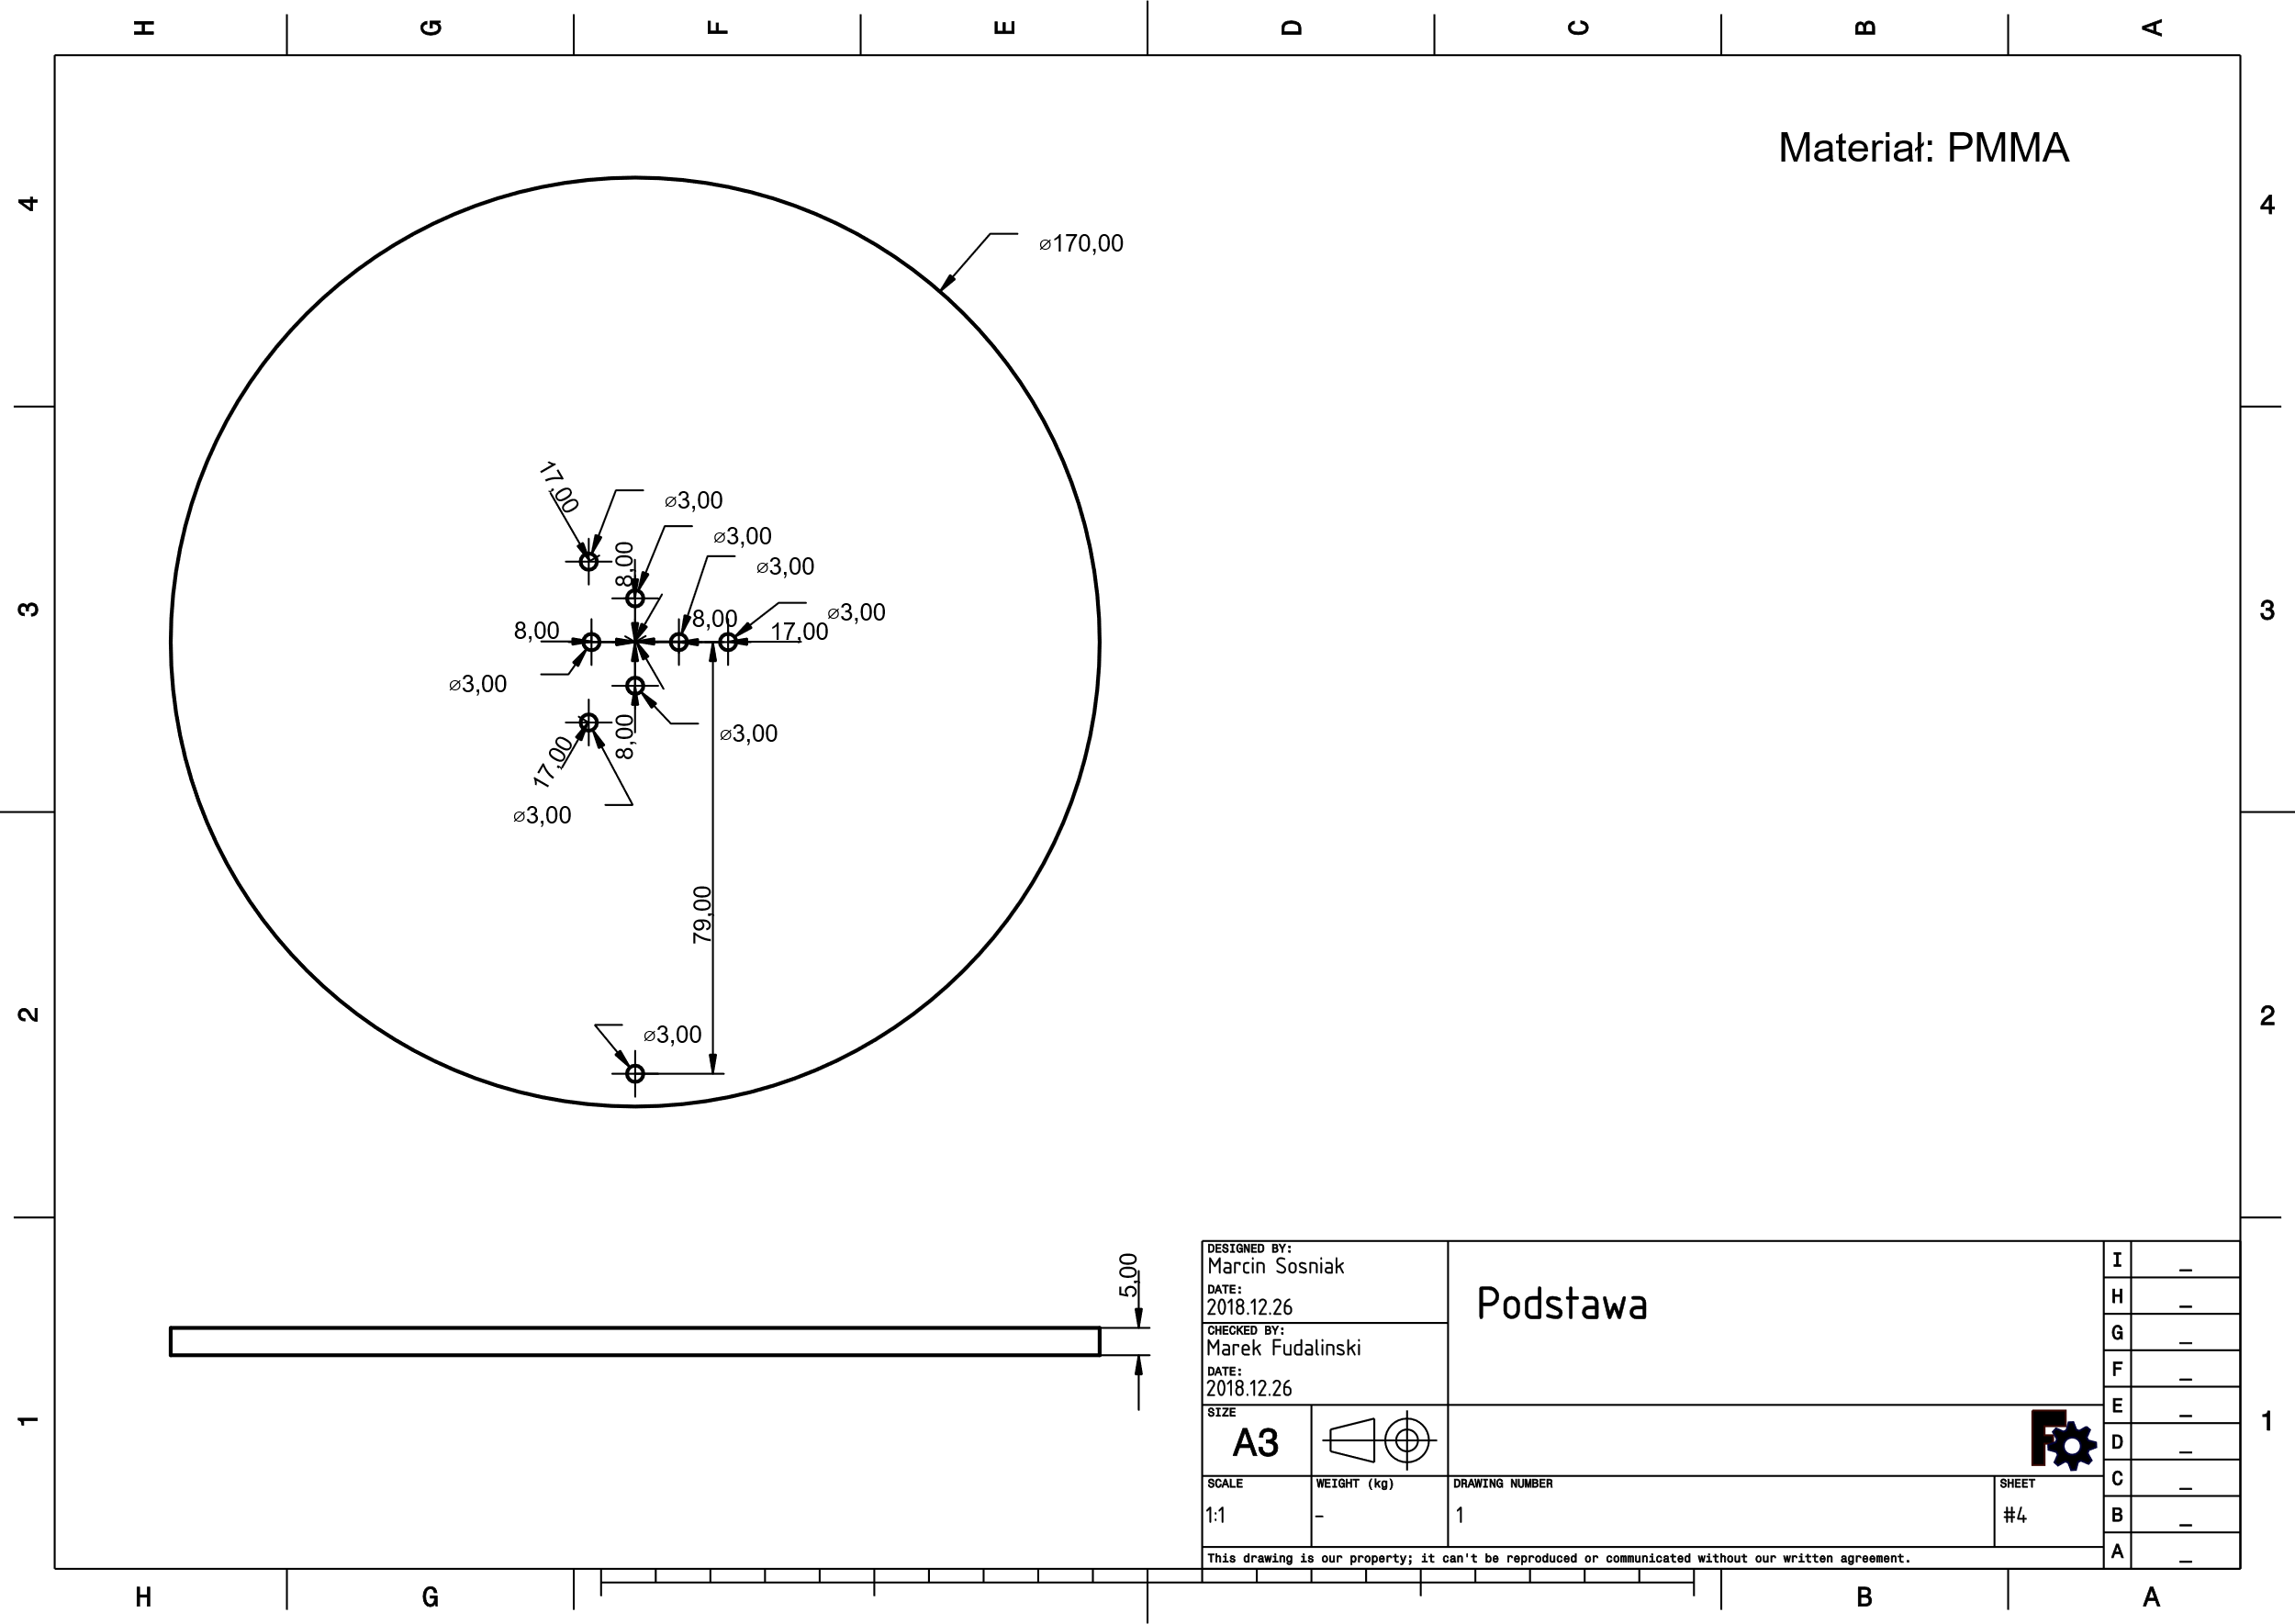 H G F E D C B A
Materiał: PMMA
4 4
⌀170,00
17,00
⌀3,00
⌀3,00
8,00
⌀3,00
3 3
⌀3,00
8,00
8,00
17,00
⌀3,00
⌀3,00
8,00
17,00
⌀3,00
79,00
2 2
⌀3,00
5,00
1 1
DESIGNED BY:
Marcin Sosniak
DATE:
2018.12.26
CHECKED BY:
Marek Fudalinski
DATE:
2018.12.26
Podstawa
SIZE
A3
SCALE
1:1
WEIGHT (kg)
-
DRAWING NUMBER
1
SHEET
#4
This drawing is our property; it can't be reproduced or communicated without our written agreement.
I _
H _
G _
F _
E _
D _
C _
B _
A _
H G B A